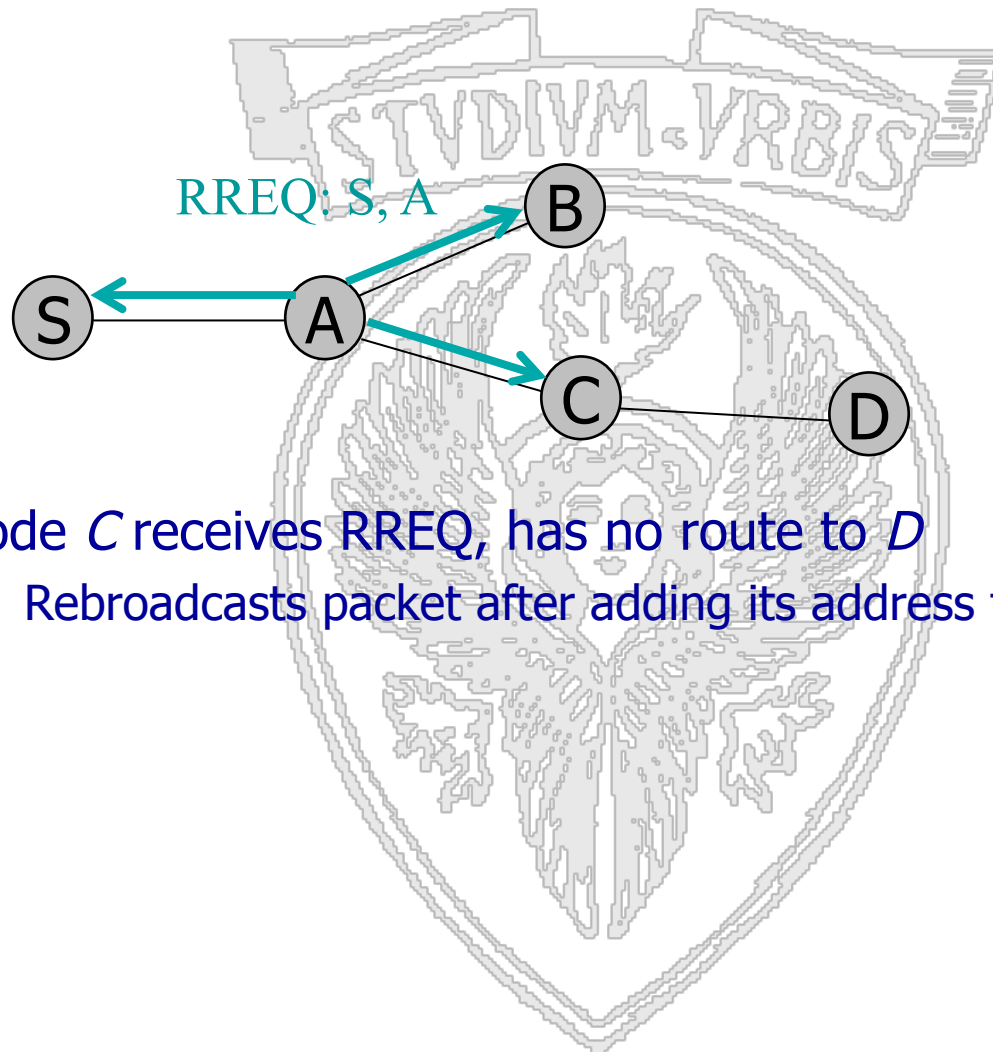 STVDIVM VRBIS
RREQ: S, A
B
S
A
C
D
ode C receives RREQ, has no route to D
Rebroadcasts packet after adding its address